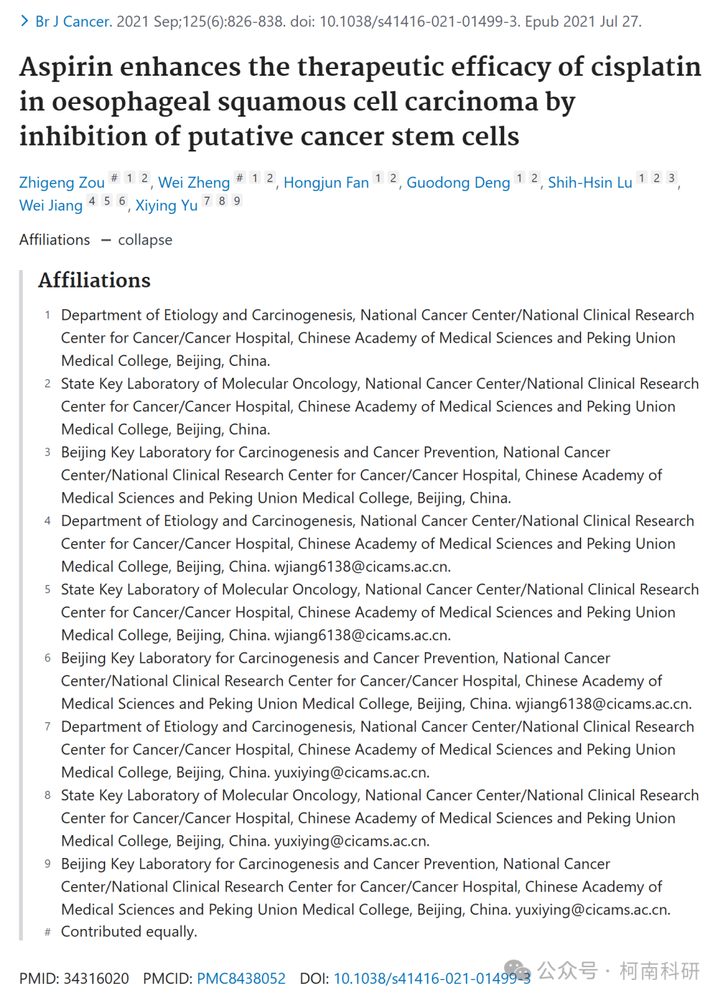 Br J Cancer. 2021 Sep;125(6):826-838. doi: 10.1038/s41416-021-01499-3. Epub 2021 Jul 27.
Aspirin enhances the therapeutic efficacy of cisplatin
in oesophageal squamous cell carcinoma by
inhibition of putative cancer stem cells
Zhigeng Zou # 1 2, Wei Zheng # 1 2, Hongjun Fan 1 2, Guodong Deng 1 2, Shih-Hsin Lu 1 2 3,
Wei Jiang 4 5 6, Xiying Yu 7 8 9
Affiliations — collapse
Affiliations
1 Department of Etiology and Carcinogenesis, National Cancer Center/National Clinical Research
Center for Cancer/Cancer Hospital, Chinese Academy of Medical Sciences and Peking Union
Medical College, Beijing, China.
2 State Key Laboratory of Molecular Oncology, National Cancer Center/National Clinical Research
Center for Cancer/Cancer Hospital, Chinese Academy of Medical Sciences and Peking Union
Medical College, Beijing, China.
3 Beijing Key Laboratory for Carcinogenesis and Cancer Prevention, National Cancer
Center/National Clinical Research Center for Cancer/Cancer Hospital, Chinese Academy of
Medical Sciences and Peking Union Medical College, Beijing, China.
4 Department of Etiology and Carcinogenesis, National Cancer Center/National Clinical Research
Center for Cancer/Cancer Hospital, Chinese Academy of Medical Sciences and Peking Union
Medical College, Beijing, China. wjiang6138@cicams.ac.cn.
5 State Key Laboratory of Molecular Oncology, National Cancer Center/National Clinical Research
Center for Cancer/Cancer Hospital, Chinese Academy of Medical Sciences and Peking Union
Medical College, Beijing, China. wjiang6138@cicams.ac.cn.
6 Beijing Key Laboratory for Carcinogenesis and Cancer Prevention, National Cancer
Center/National Clinical Research Center for Cancer/Cancer Hospital, Chinese Academy of
Medical Sciences and Peking Union Medical College, Beijing, China. wjiang6138@cicams.ac.cn.
7 Department of Etiology and Carcinogenesis, National Cancer Center/National Clinical Research
Center for Cancer/Cancer Hospital, Chinese Academy of Medical Sciences and Peking Union
Medical College, Beijing, China. yuxiying@cicams.ac.cn.
8 State Key Laboratory of Molecular Oncology, National Cancer Center/National Clinical Research
Center for Cancer/Cancer Hospital, Chinese Academy of Medical Sciences and Peking Union
Medical College, Beijing, China. yuxiying@cicams.ac.cn.
9 Beijing Key Laboratory for Carcinogenesis and Cancer Prevention, National Cancer
Center/National Clinical Research Center for Cancer/Cancer Hospital, Chinese Academy of
Medical Sciences and Peking Union Medical College, Beijing, China. yuxiying@cicams.ac.cn.
# Contributed equally.
PMID: 34316020 PMCID: PMC8438052 DOI: 10.1038/s41416-021-01499-3
公众号 · 柯南科研